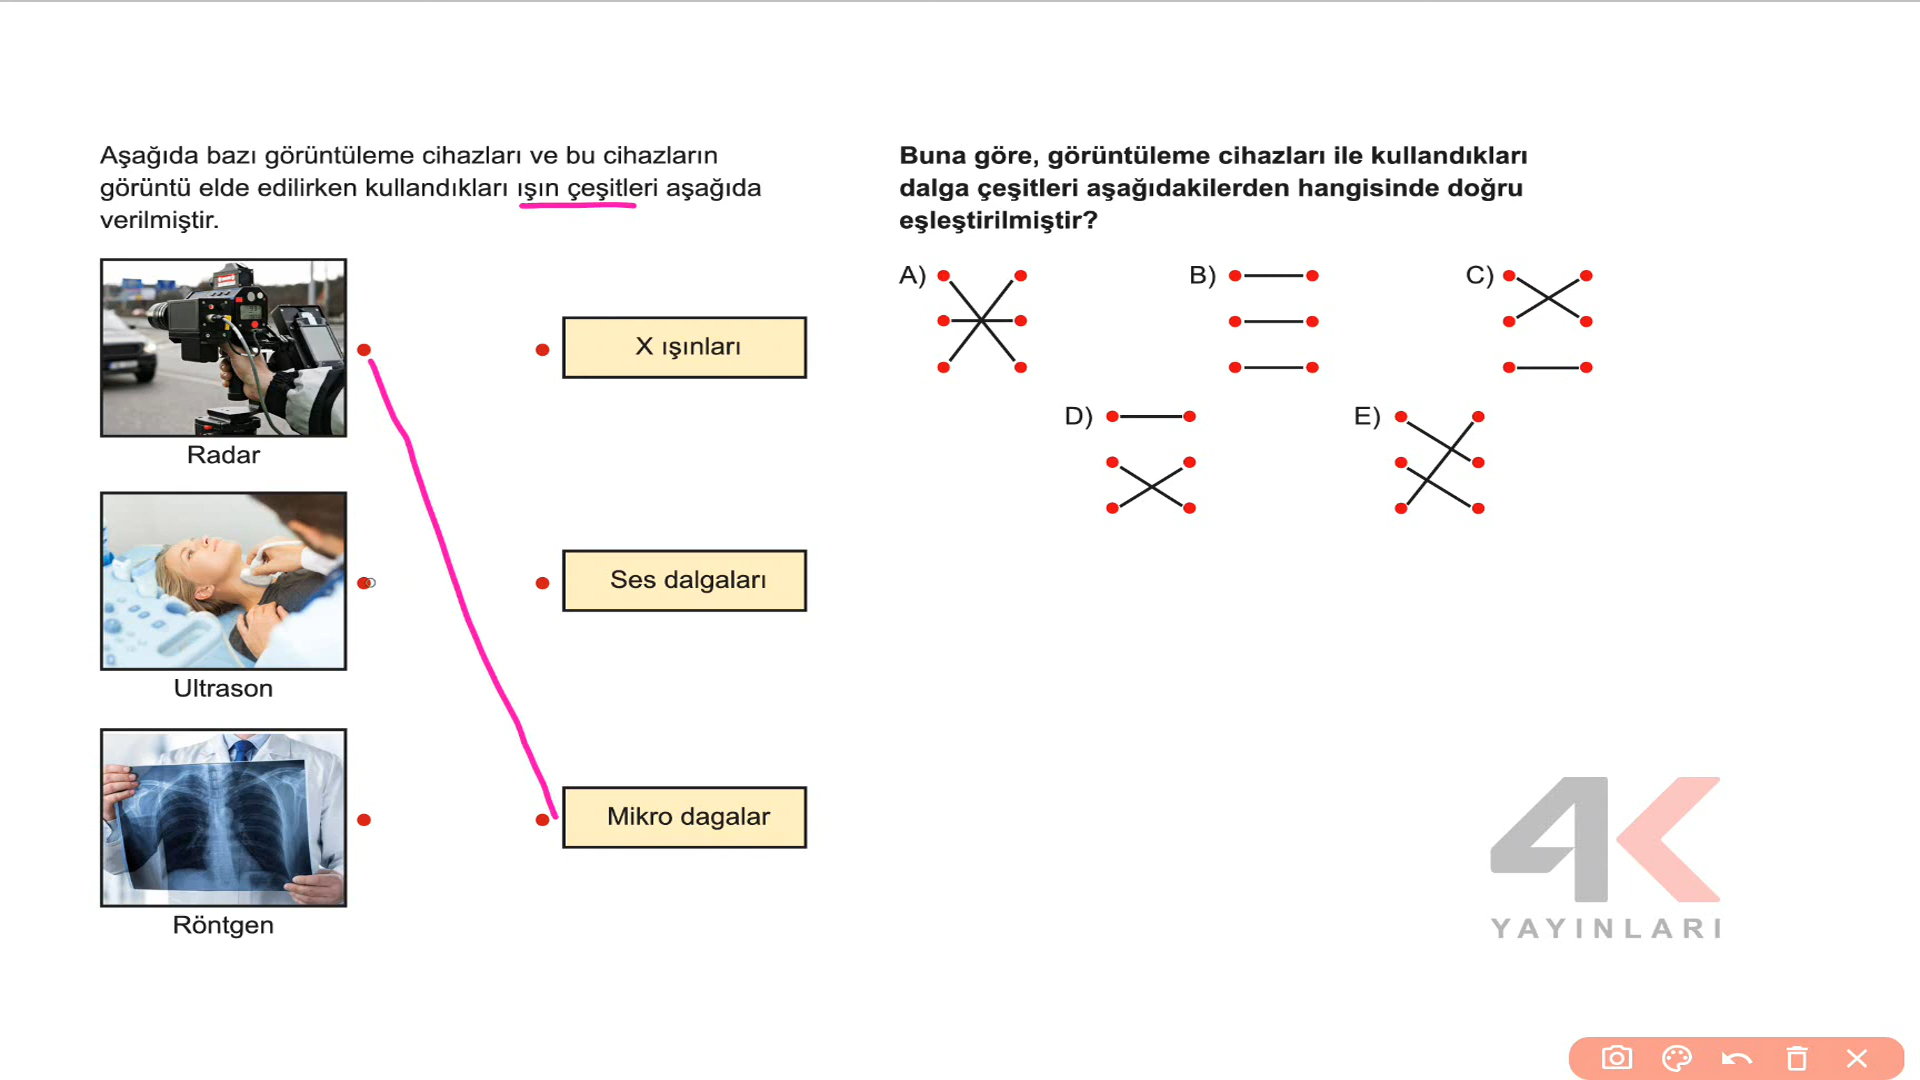 Aşağıda bazı görüntüleme cihazları ve bu cihazların
görüntü elde edilirken kullandıkları ışın çeşitleri aşağıda
verilmiştir.
Radar
X ışınları
Ultrason
Ses dalgaları
Röntgen
Mikro dagalar
Buna göre, görüntüleme cihazları ile kullandıkları
dalga çeşitleri aşağıdakilerden hangisinde doğru
eşleştirilmiştir?
A)
B)
C)
D)
E)
4K
YAYINLARI